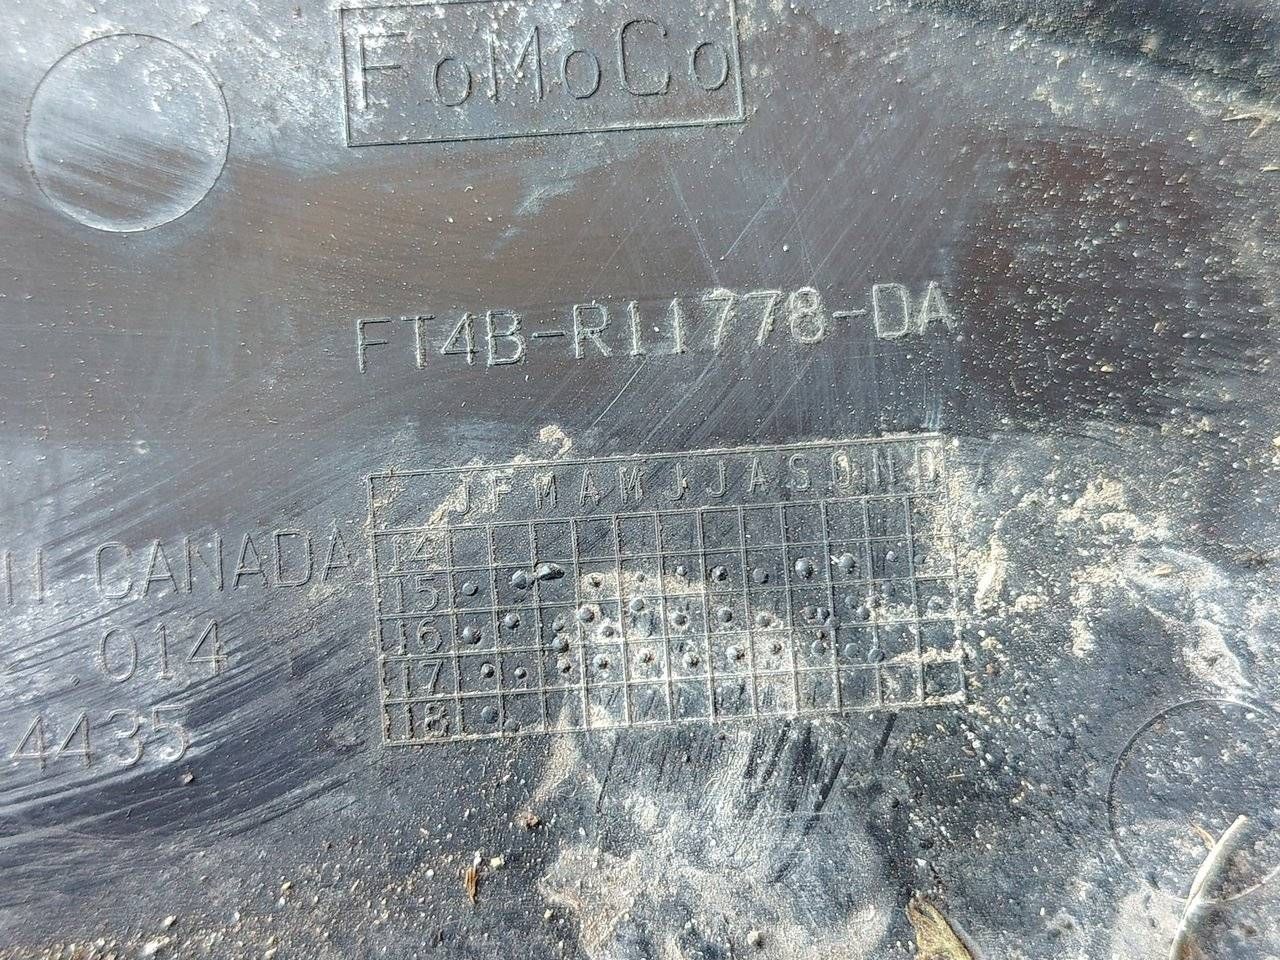 FoMoCo
FT4B-R11778-DA
J F M A M J J A S O N D
14
CANADA
15
.014
16
17
4435
18